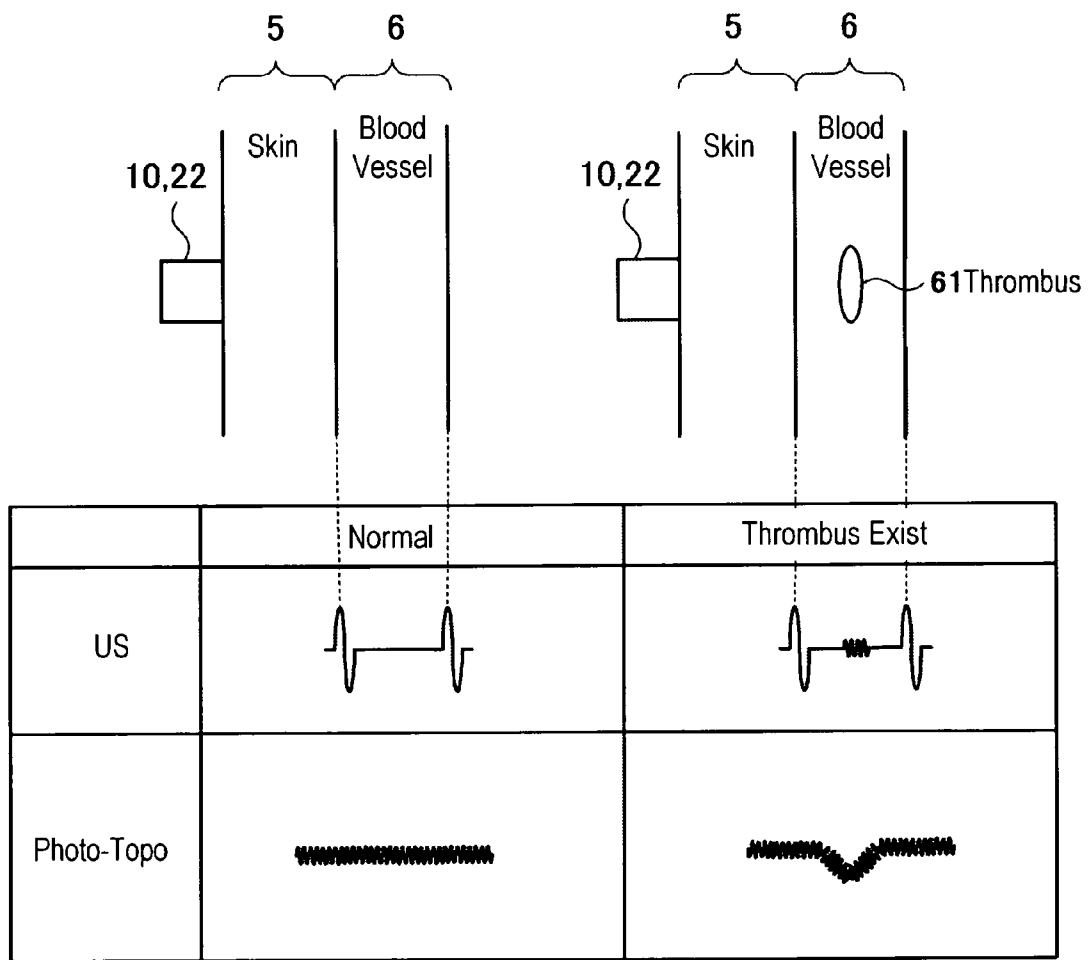 5 6 5 6
Skin Blood Vessel Skin Blood Vessel
10,22 10,22
61Thrombus
Normal Thrombus Exist
US
Photo-Topo